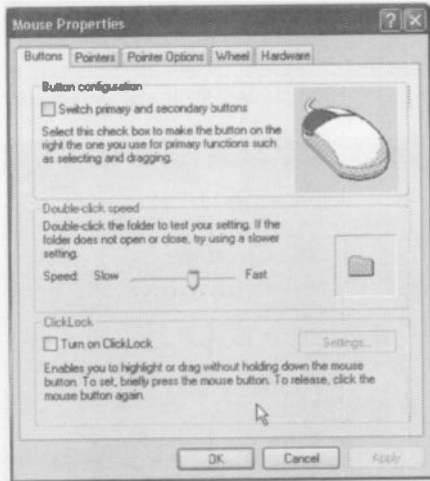 Mouse Properties
Buttons Pointers Pointer Options Wheel Hardware
Button configuration
Switch primary and secondary buttons
Select this check box to make the button on the
right the one you use for primary functions such
as selecting and dragging.
Double-click speed
Double-click the folder to test your setting. If the
folder does not open or close, try using a slower
setting.
Speed: Slow Fast
ClickLock
Turn on ClickLock Settings...
Enables you to highlight or drag without holding down the mouse
button. To set, briefly press the mouse button. To release, click the
mouse button again.
OK Cancel Apply